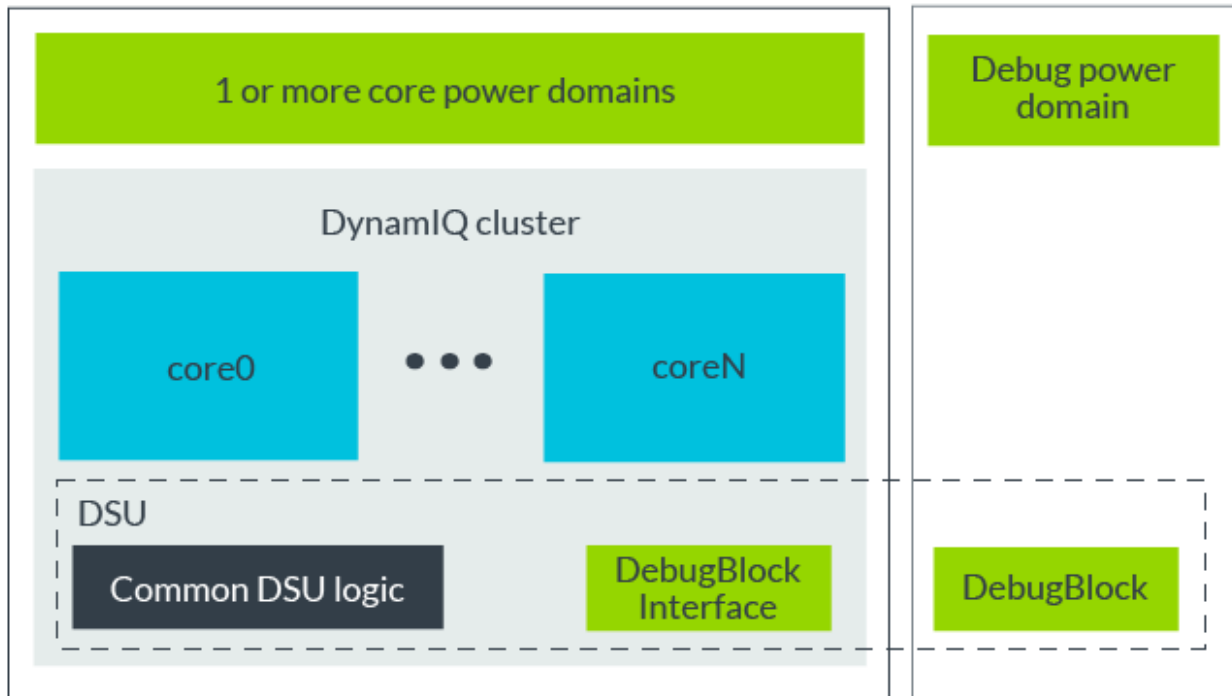 1 or more core power domains
Debug power
domain
DynamIQ cluster
core0
coreN
DSU
Common DSU logic
DebugBlock
Interface
DebugBlock